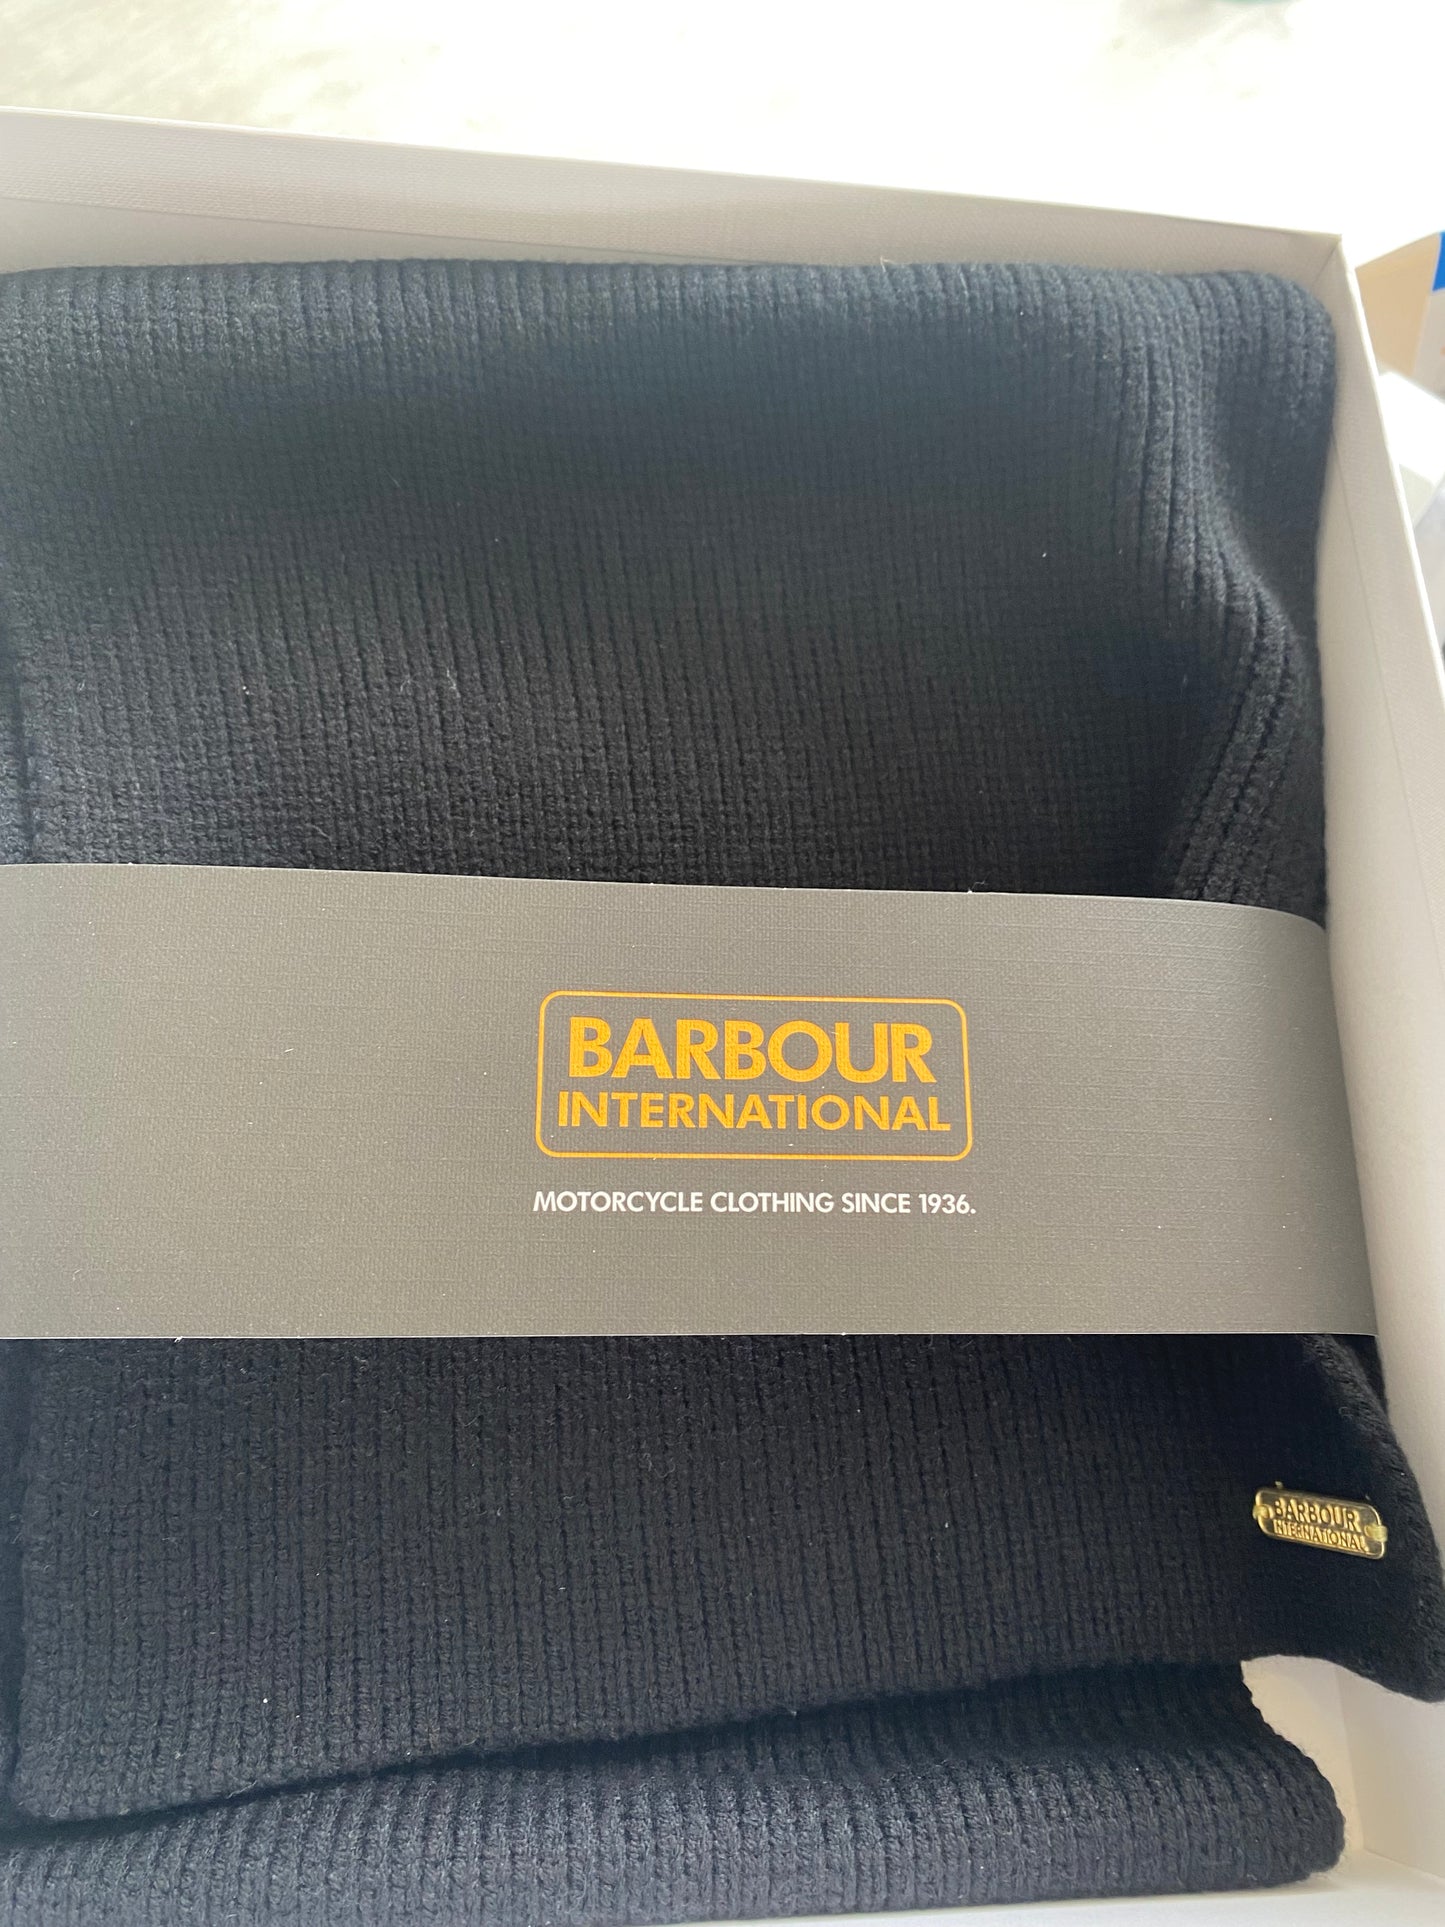 BARBOUR
INTERNATIONAL
MOTORCYCLE CLOTHING SINCE 1936.
BARBOUR
INTERNATIONAL